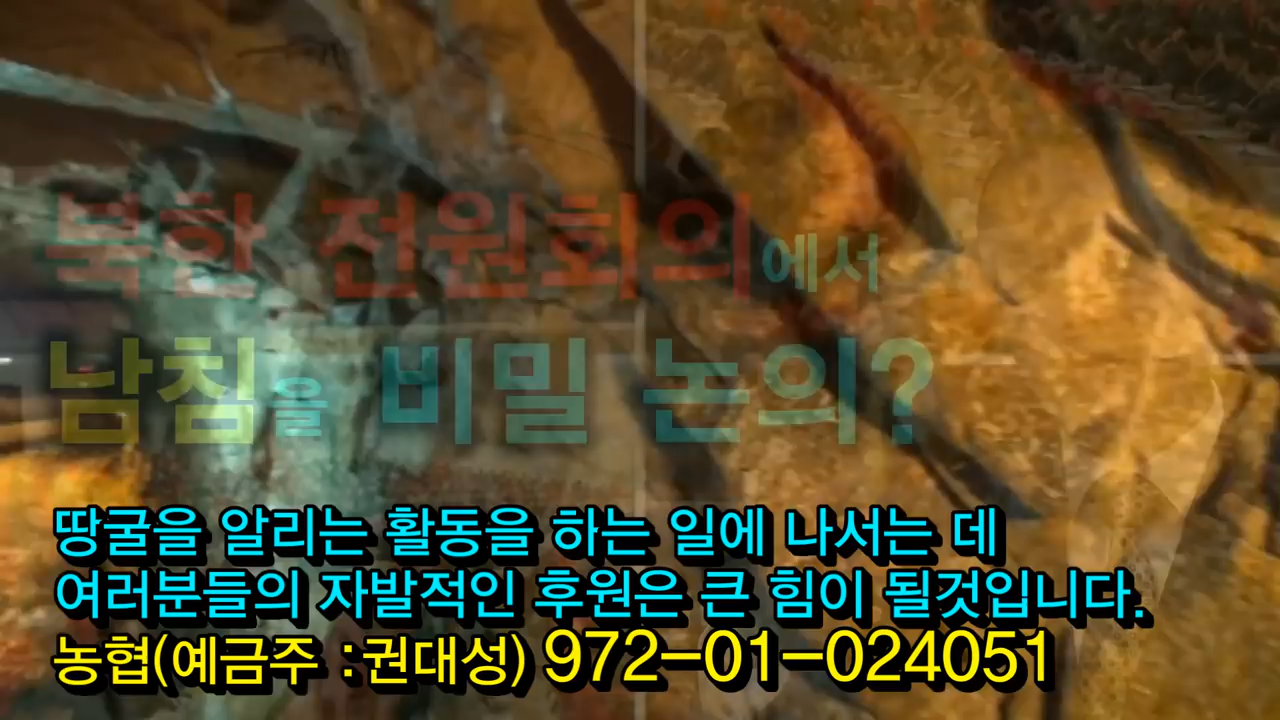 북한 전원회의에서
남침을 비밀 논의?
땅굴을 알리는 활동을 하는 일에 나서는 데
여러분들의 자발적인 후원은 큰 힘이 될것입니다.
농협(예금주 :권대성) 972-01-024051